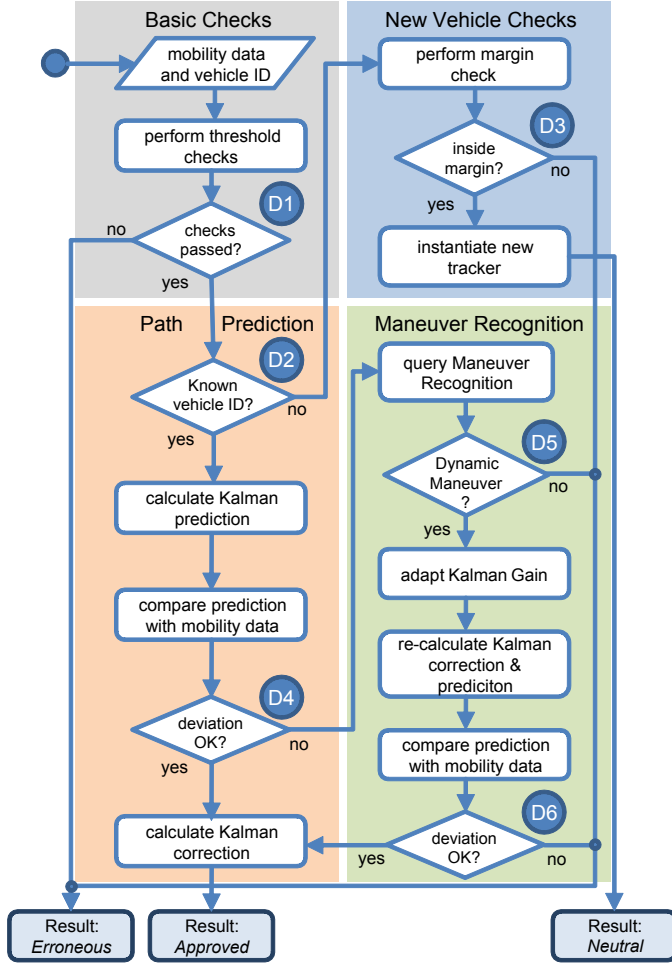 Basic Checks
mobility data
and vehicle ID
perform threshold
checks
D1
no
checks
passed?
yes
New Vehicle Checks
perform margin
check
D3
inside
margin?
no
yes
instantiate new
tracker
Path Prediction
D2
Known
vehicle ID?
no
yes
calculate Kalman
prediction
compare prediction
with mobility data
D4
deviation
OK?
no
yes
calculate Kalman
correction
Maneuver Recognition
query Maneuver
Recognition
D5
Dynamic
Maneuver
?
no
yes
adapt Kalman Gain
re-calculate Kalman
correction &
prediciton
compare prediction
with mobility data
D6
deviation
OK?
yes
no
Result:
Erroneous
Result:
Approved
Result:
Neutral